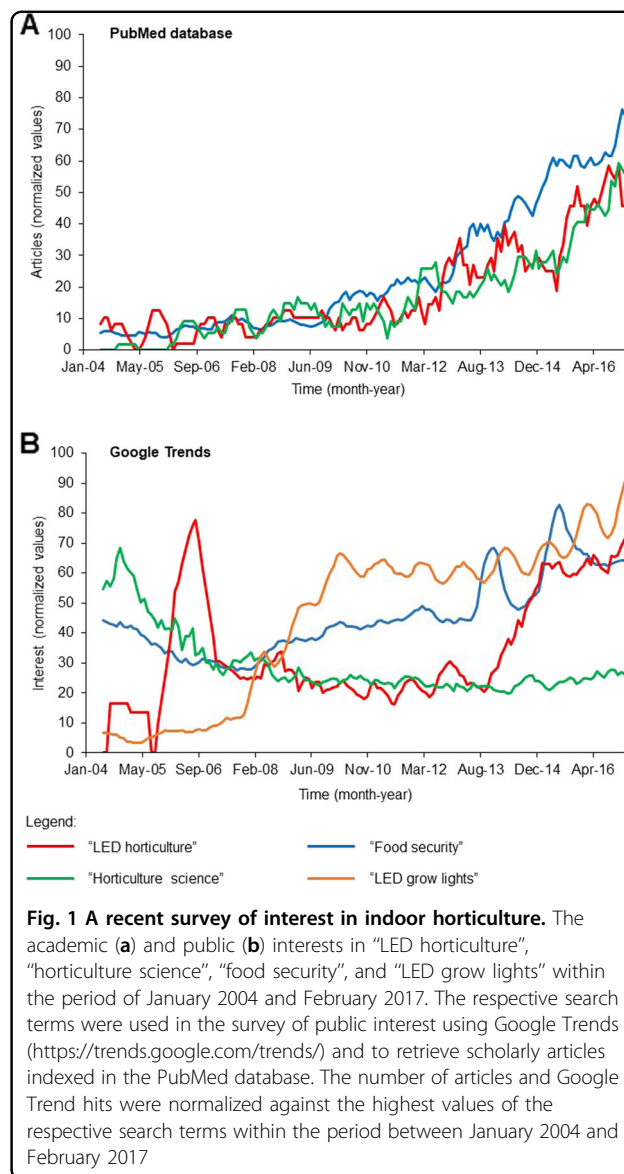 A
PubMed database
100
90
80
70
60
50
40
30
20
10
0
Articles (normalized values)
Jan-04 May-05 Sep-06 Feb-08 Jun-09 Nov-10 Mar-12 Aug-13 Dec-14 Apr-16
Time (month-year)
B
Google Trends
100
90
80
70
60
50
40
30
20
10
0
Interest (normalized values)
Jan-04 May-05 Sep-06 Feb-08 Jun-09 Nov-10 Mar-12 Aug-13 Dec-14 Apr-16
Time (month-year)
Legend:
“LED horticulture” “Food security”
“Horticulture science” “LED grow lights”
Fig. 1 A recent survey of interest in indoor horticulture. The
academic (a) and public (b) interests in “LED horticulture”,
“horticulture science”, “food security”, and “LED grow lights” within
the period of January 2004 and February 2017. The respective search
terms were used in the survey of public interest using Google Trends
(https://trends.google.com/trends/) and to retrieve scholarly articles
indexed in the PubMed database. The number of articles and Google
Trend hits were normalized against the highest values of the
respective search terms within the period between January 2004 and
February 2017